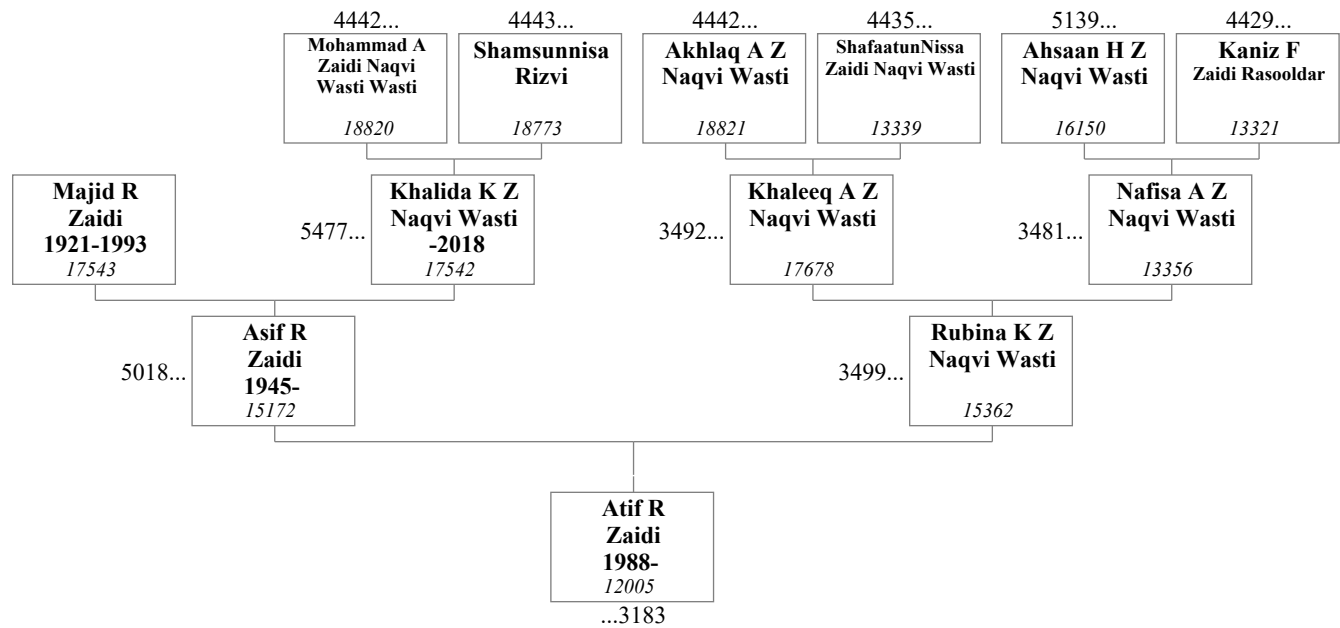 4442...
4443...
4442...
4435...
5139...
4429...
Mohammad A
Zaidi Naqvi
Wasti Wasti
18820
Shamsunnisa
Rizvi
18773
Akhlaq A Z
Naqvi Wasti
18821
ShafaatunNissa
Zaidi Naqvi Wasti
13339
Ahsaan H Z
Naqvi Wasti
16150
Kaniz F
Zaidi Rasooldar
13321
Majid R
Zaidi
1921-1993
17543
5477...
Khalida K Z
Naqvi Wasti
-2018
17542
3492...
Khaleeq A Z
Naqvi Wasti
17678
3481...
Nafisa A Z
Naqvi Wasti
13356
5018...
Asif R
Zaidi
1945-
15172
3499...
Rubina K Z
Naqvi Wasti
15362
Atif R
Zaidi
1988-
12005
...3183